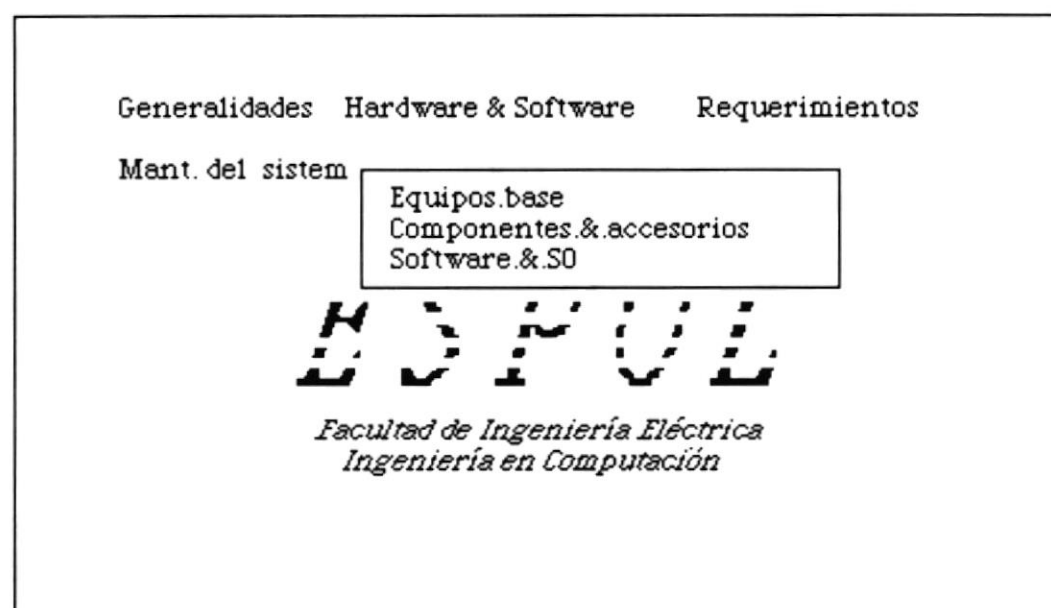 Generalidades Hardware & Software Requerimientos
Mant. del sistem
Equipos.base
Componentes.&.accesorios
Software.&.SO
ESPOL
Facultad de Ingeniería Eléctrica
Ingeniería en Computación